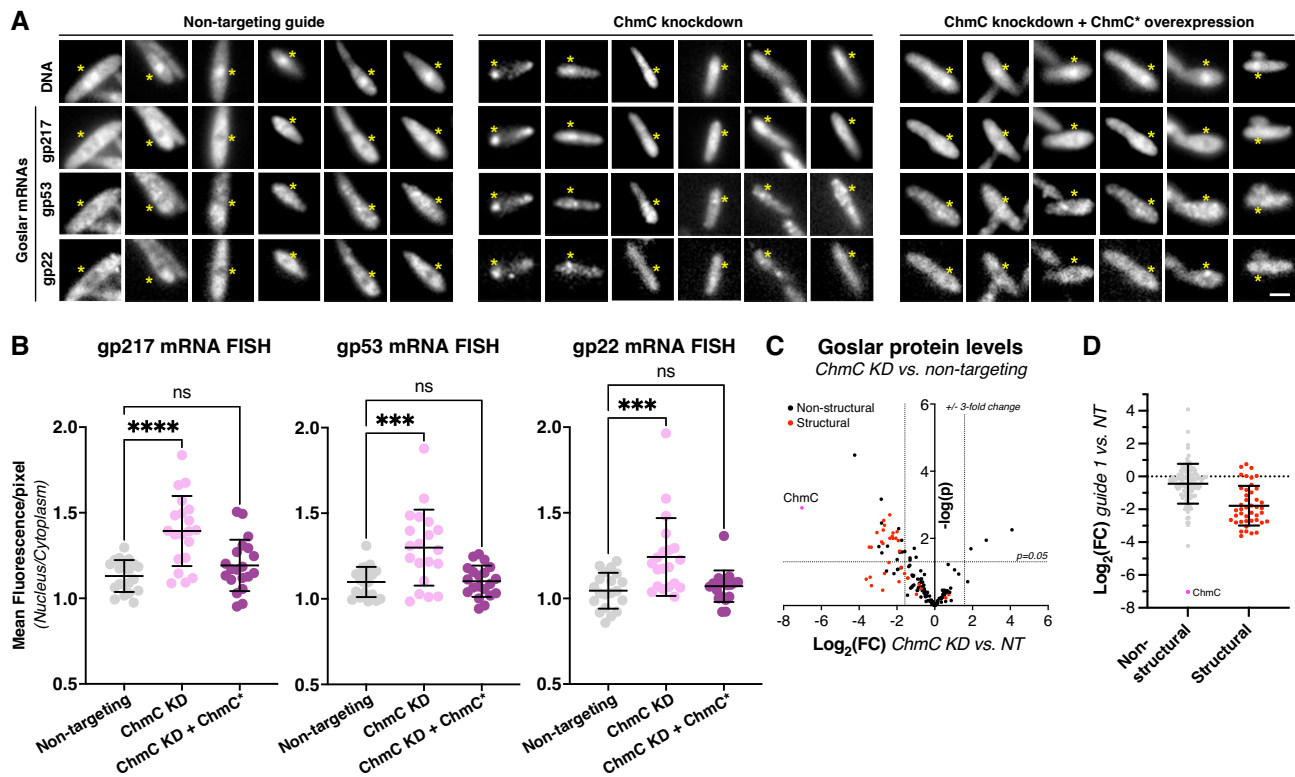 A
Non-targeting guide
ChmC knockdown
ChmC knockdown + ChmC* overexpression
DNA
Goslar mRNAs
gp217
gp53
gp22
B
gp217 mRNA FISH
gp53 mRNA FISH
gp22 mRNA FISH
Mean Fluorescence/pixel
(Nucleus/Cytoplasm)
ns
****
2.0
1.5
1.0
0.5
Non-targeting
ChmC KD
ChmC KD + ChmC*
ns
***
2.0
1.5
1.0
0.5
Non-targeting
ChmC KD
ChmC KD + ChmC*
ns
***
2.0
1.5
1.0
0.5
Non-targeting
ChmC KD
ChmC KD + ChmC*
C
Goslar protein levels
ChmC KD vs. non-targeting
Non-structural
Structural
+/- 3-fold change
6
4
2
-log(p)
ChmC
p=0.05
-8 -6 -4 -2 0 2 4 6
Log2(FC) ChmC KD vs. NT
D
Log2(FC) guide 1 vs. NT
6
4
2
0
-2
-4
-6
-8
ChmC
Non-
structural
Structural